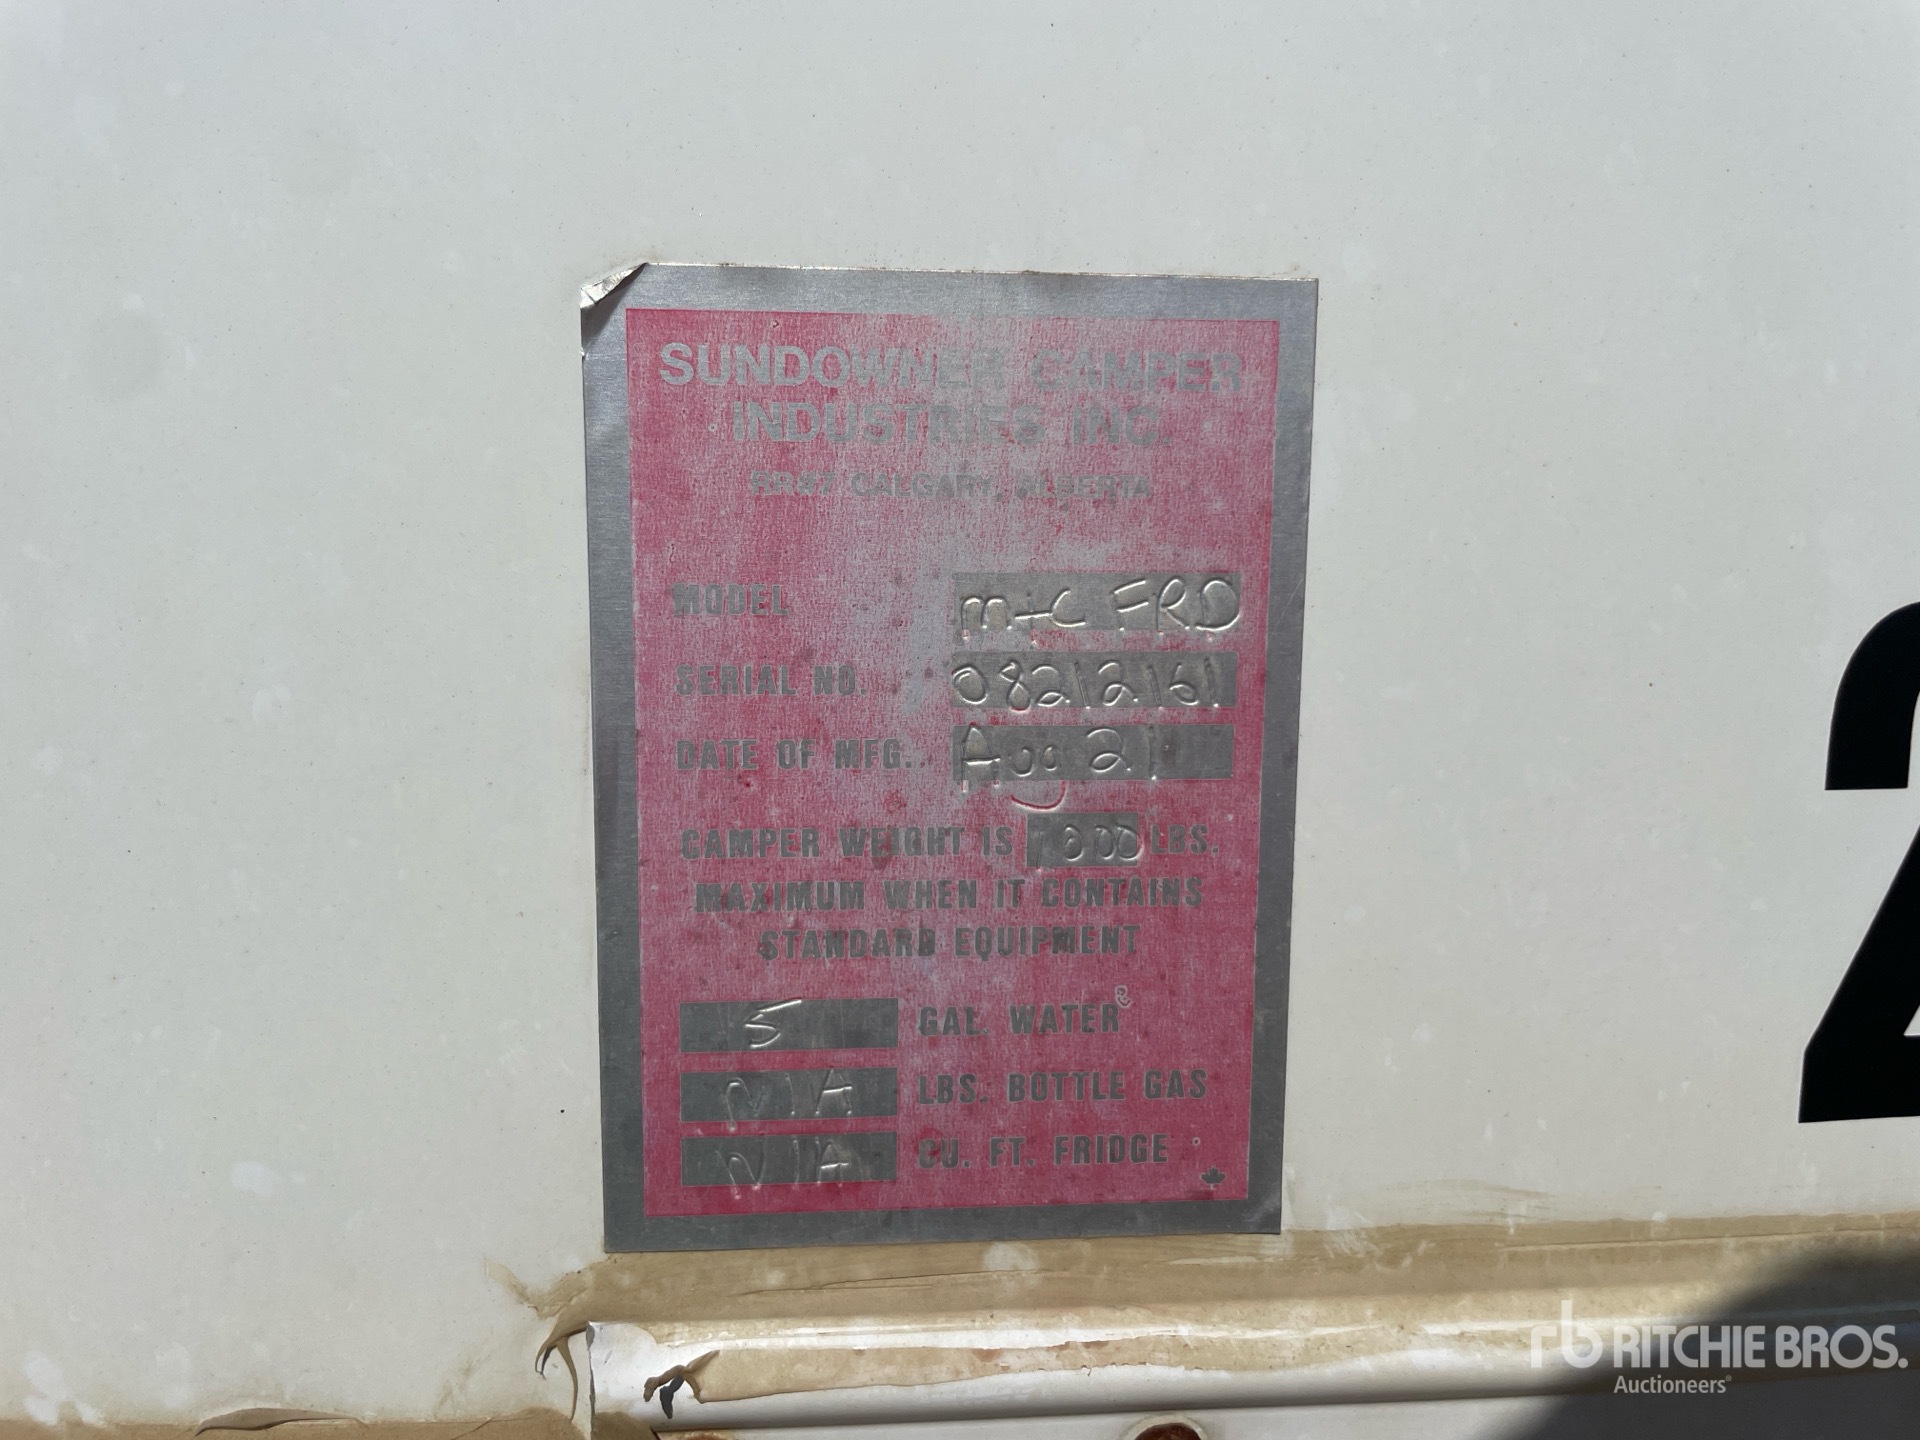 SUNDOWNER CAMPER
INDUSTRIES INC.
RR#7 CALGARY, ALBERTA
MODEL M+C FRD
SERIAL NO. 08212161
DATE OF MFG. Aug 21
CAMPER WEIGHT IS 1000 LBS.
MAXIMUM WHEN IT CONTAINS
STANDARD EQUIPMENT
5 GAL. WATER
N/A LBS. BOTTLE GAS
N/A CU. FT. FRIDGE
2
rb RITCHIE BROS.
Auctioneers®